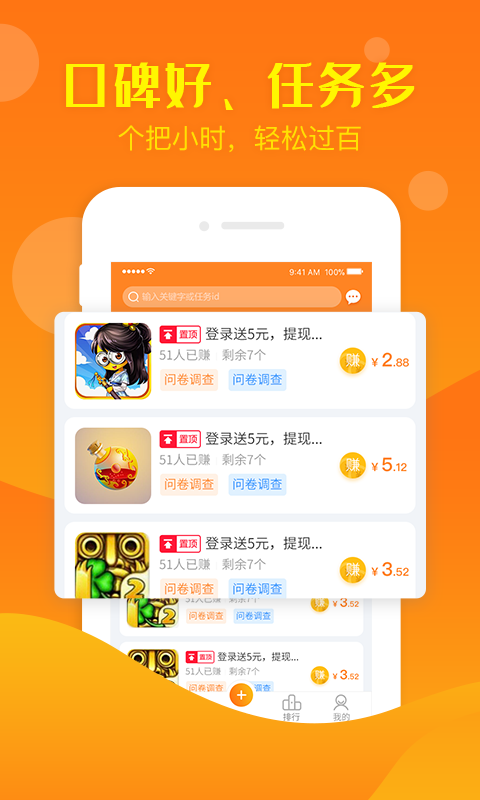 口碑好、任务多
个把小时，轻松过百
9:41 AM 100%
输入关键字或任务id
置顶 登录送5元，提现...
51人已赚 剩余7个
赚 ¥ 2.88
问卷调查 问卷调查
置顶 登录送5元，提现...
51人已赚 剩余7个
赚 ¥ 5.12
问卷调查 问卷调查
置顶 登录送5元，提现...
51人已赚 剩余7个
赚 ¥ 3.52
问卷调查 问卷调查
2
51人已赚 剩余7个
赚 ¥ 3.52
问卷调查 问卷调查
2
置顶 登录送5元，提现...
51人已赚 剩余7个
赚 ¥ 3.52
问卷调查 问卷调查
排行 我的